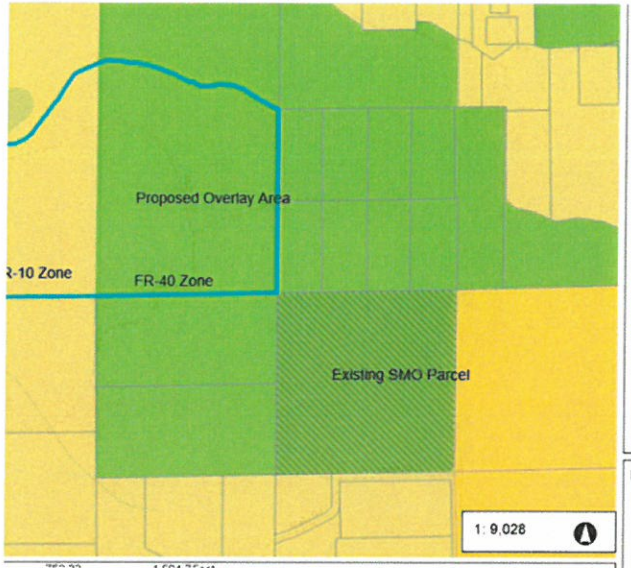 Proposed Overlay Area
R-10 Zone
FR-40 Zone
Existing SMO Parcel
1: 9,028